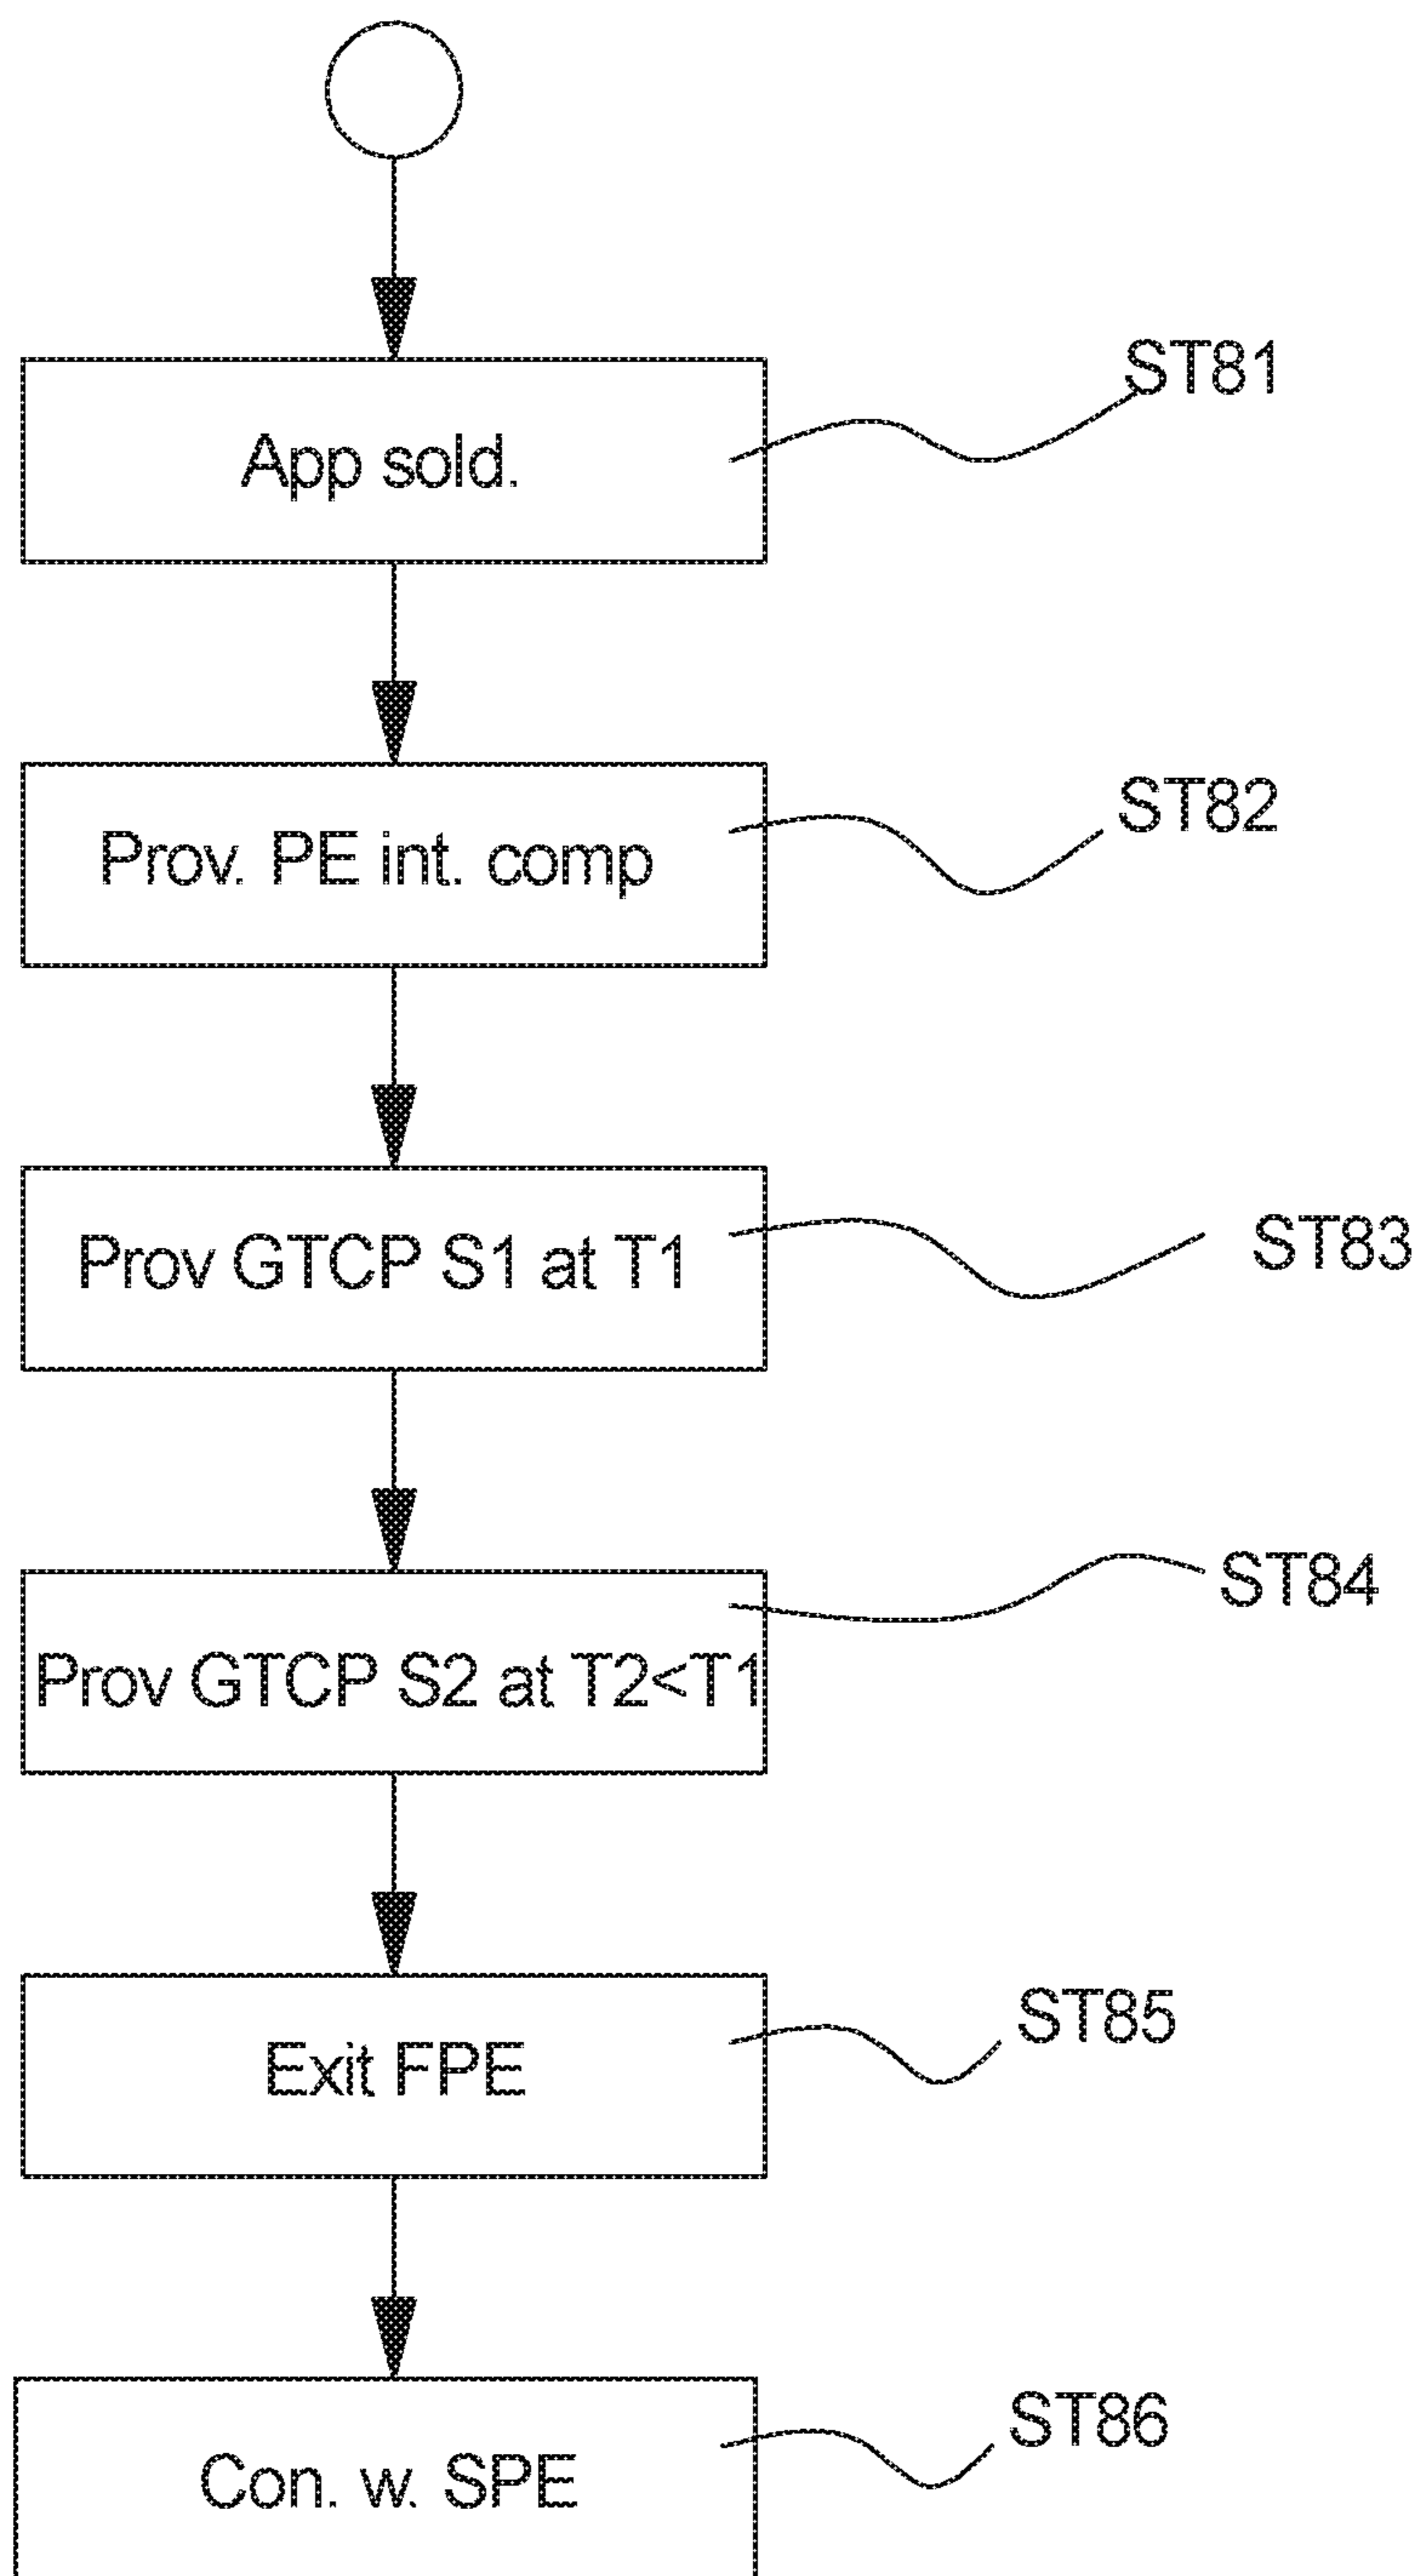 ST81
App sold.
ST82
Prov. PE int. comp
Prov GTCP S1 at T1
ST83
ST84
Prov GTCP S2 at T2<T1
ST85
Exit FPE
ST86
Con. w. SPE